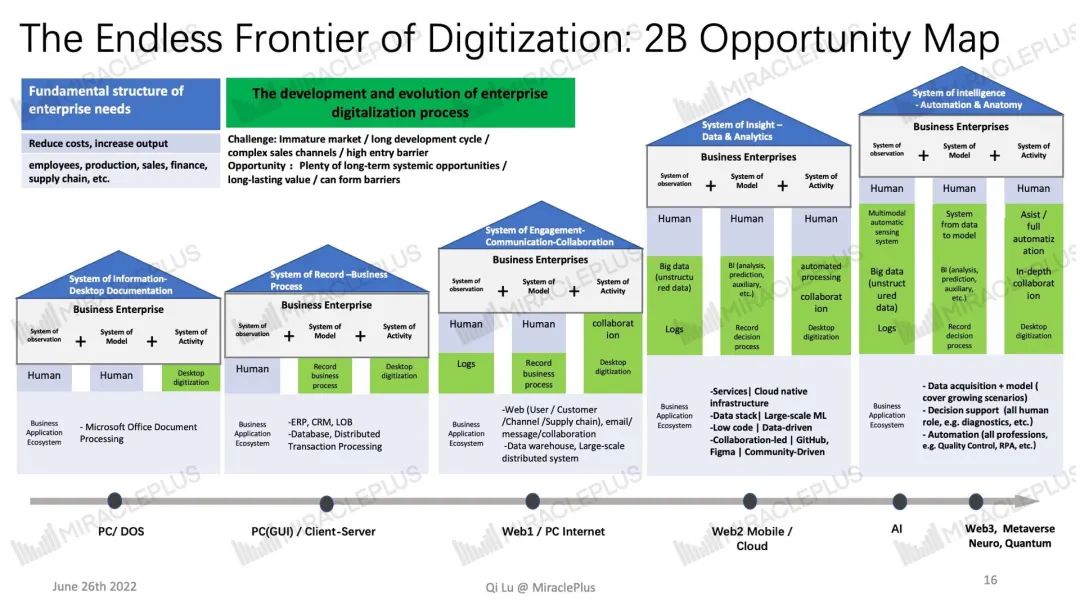 The Endless Frontier of Digitization: 2B Opportunity Map
Fundamental structure of
enterprise needs
Reduce costs, increase output
employees, production, sales, finance,
supply chain, etc.
The development and evolution of enterprise
digitalization process
Challenge: Immature market / long development cycle /
complex sales channels / high entry barrier
Opportunity : Plenty of long-term systemic opportunities /
long-lasting value / can form barriers
System of Information-
Desktop Documentation
Business Enterprise
System of
observation
+
System of
Model
+
System of
Activity
Human
Human
Desktop
digitization
Business
Application
Ecosystem
- Microsoft Office Document
Processing
System of Record –Business
Process
Business Enterprise
System of
observation
+
System of
Model
+
System of
Activity
Human
Record
business
process
Desktop
digitization
Business
Application
Ecosystem
-ERP, CRM, LOB
-Database, Distributed
Transaction Processing
System of Engagement-
Communication-Collaboration
Business Enterprises
System of
observation
+
System of
Model
+
System of
Activity
Human
Human
collaborat
ion
Logs
Record
business
process
Desktop
digitization
Business
Application
Ecosystem
-Web (User / Customer
/Channel /Supply chain), email/
message/collaboration
-Data warehouse, Large-scale
distributed system
System of Insight –
Data & Analytics
Business Enterprises
System of
observation
+
System of
Model
+
System of
Activity
Human
Human
Human
Big data
(unstructu
red data)
BI (analysis,
prediction,
auxiliary,
etc.)
automated
processing
collaborat
ion
Logs
Record
decision
process
Desktop
digitization
Business
Application
Ecosystem
-Services| Cloud native
infrastructure
-Data stack| Large-scale ML
-Low code | Data-driven
-Collaboration-led | GitHub,
Figma | Community-Driven
System of Intelligence
- Automation & Anatomy
Business Enterprises
System of
observation
+
System of
Model
+
System of
Activity
Human
Human
Human
Multimodal
automatic
sensing
system
System
from data
to model
Asist /
full
automatiz
ation
Big data
(unstruct
ured
data)
BI (analysis,
prediction,
auxiliary,
etc.)
In-depth
collaborat
ion
Logs
Record
decision
process
Desktop
digitization
Business
Application
Ecosystem
- Data acquisition + model (
cover growing scenarios)
- Decision support (all human
role, e.g. diagnostics, etc.)
- Automation (all professions,
e.g. Quality Control, RPA, etc.)
PC/ DOS
PC(GUI) / Client-Server
Web1 / PC Internet
Web2 Mobile /
Cloud
AI
Web3, Metaverse
Neuro, Quantum
June 26th 2022
Qi Lu @ MiraclePlus
16
MIRACLEPLUS